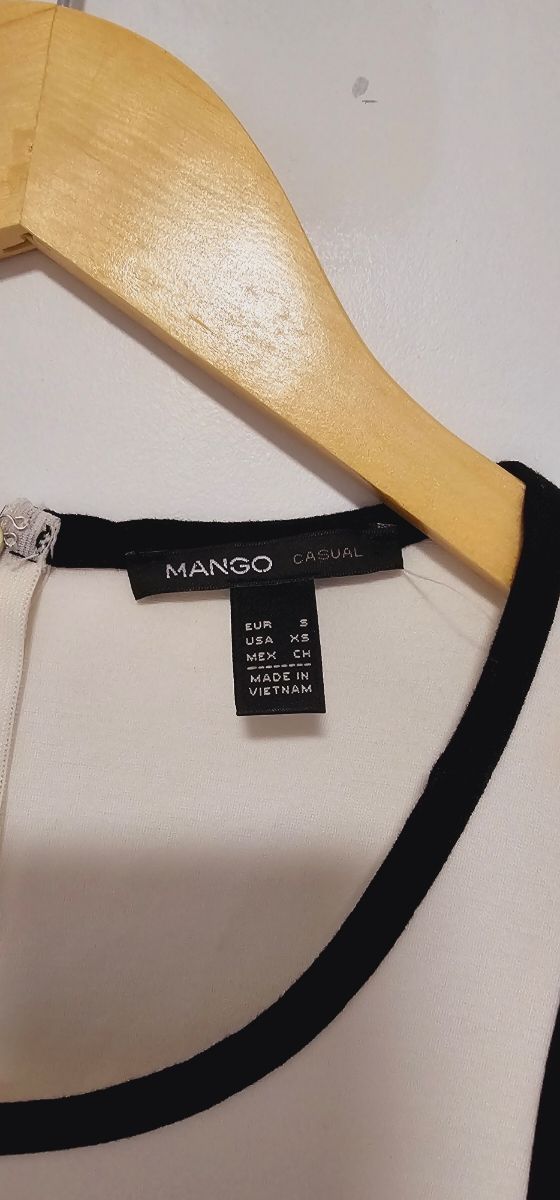 MANGO CASUAL
EUR S
USA XS
MEX CH
MADE IN
VIETNAM